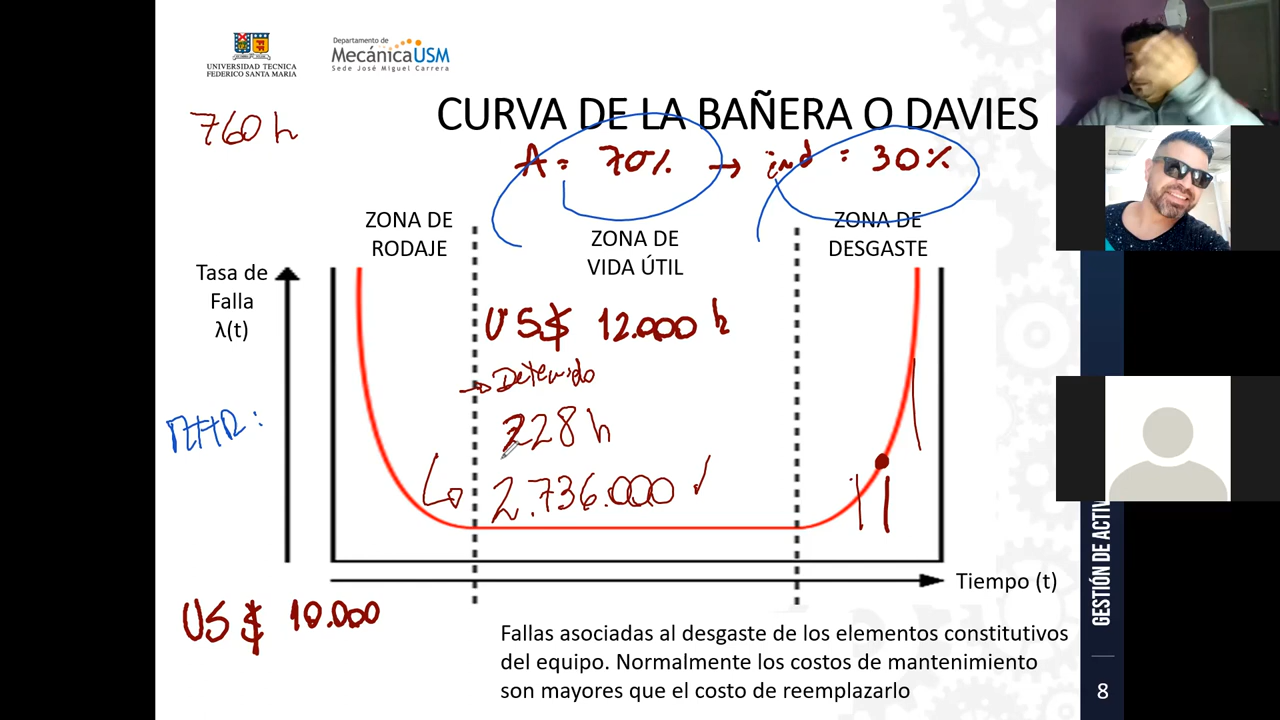 UNIVERSIDAD TECNICA
FEDERICO SANTA MARIA
Departamento de
MecánicaUSM
Sede José Miguel Carrera
CURVA DE LA BAÑERA O DAVIES
760 h
A = 70% → ind = 30%
ZONA DE
RODAJE
ZONA DE
VIDA ÚTIL
ZONA DE
DESGASTE
Tasa de
Falla
λ(t)
US$ 12.000 h
→ Detenido
228 h
2.736.000
Tiempo (t)
US $ 10.000
Fallas asociadas al desgaste de los elementos constitutivos
del equipo. Normalmente los costos de mantenimiento
son mayores que el costo de reemplazarlo
GESTIÓN DE ACTIV
8